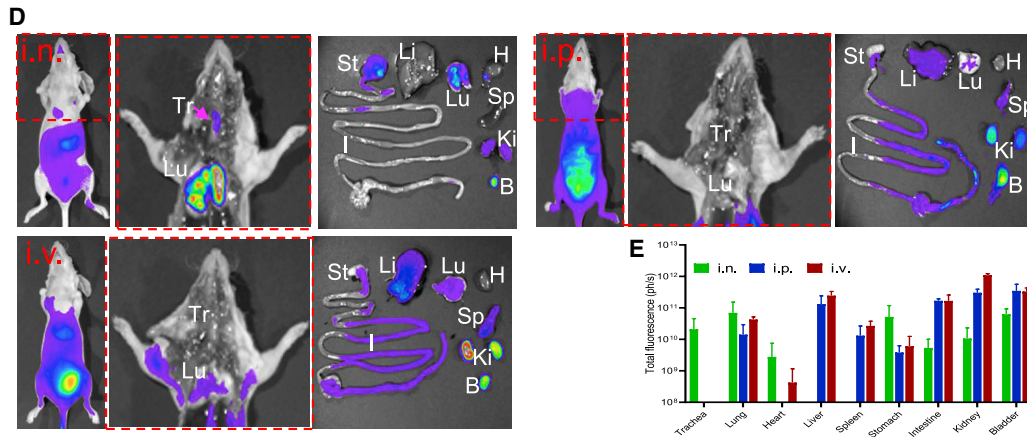 D
i.n.
Tr
Lu
St
Li
Lu
H
Sp
Ki
I
B
i.p.
Tr
Lu
Li
Lu
H
Sp
Ki
I
B
St
i.v.
Tr
Lu
St
Li
Lu
H
Sp
I
Ki
B
E
i.n.
i.p.
i.v.
Total fluorescence (ph/s)
10¹³
10¹²
10¹¹
10¹⁰
10⁹
10⁸
Trachea
Lung
Heart
Liver
Spleen
Stomach
Intestine
Kidney
Bladder